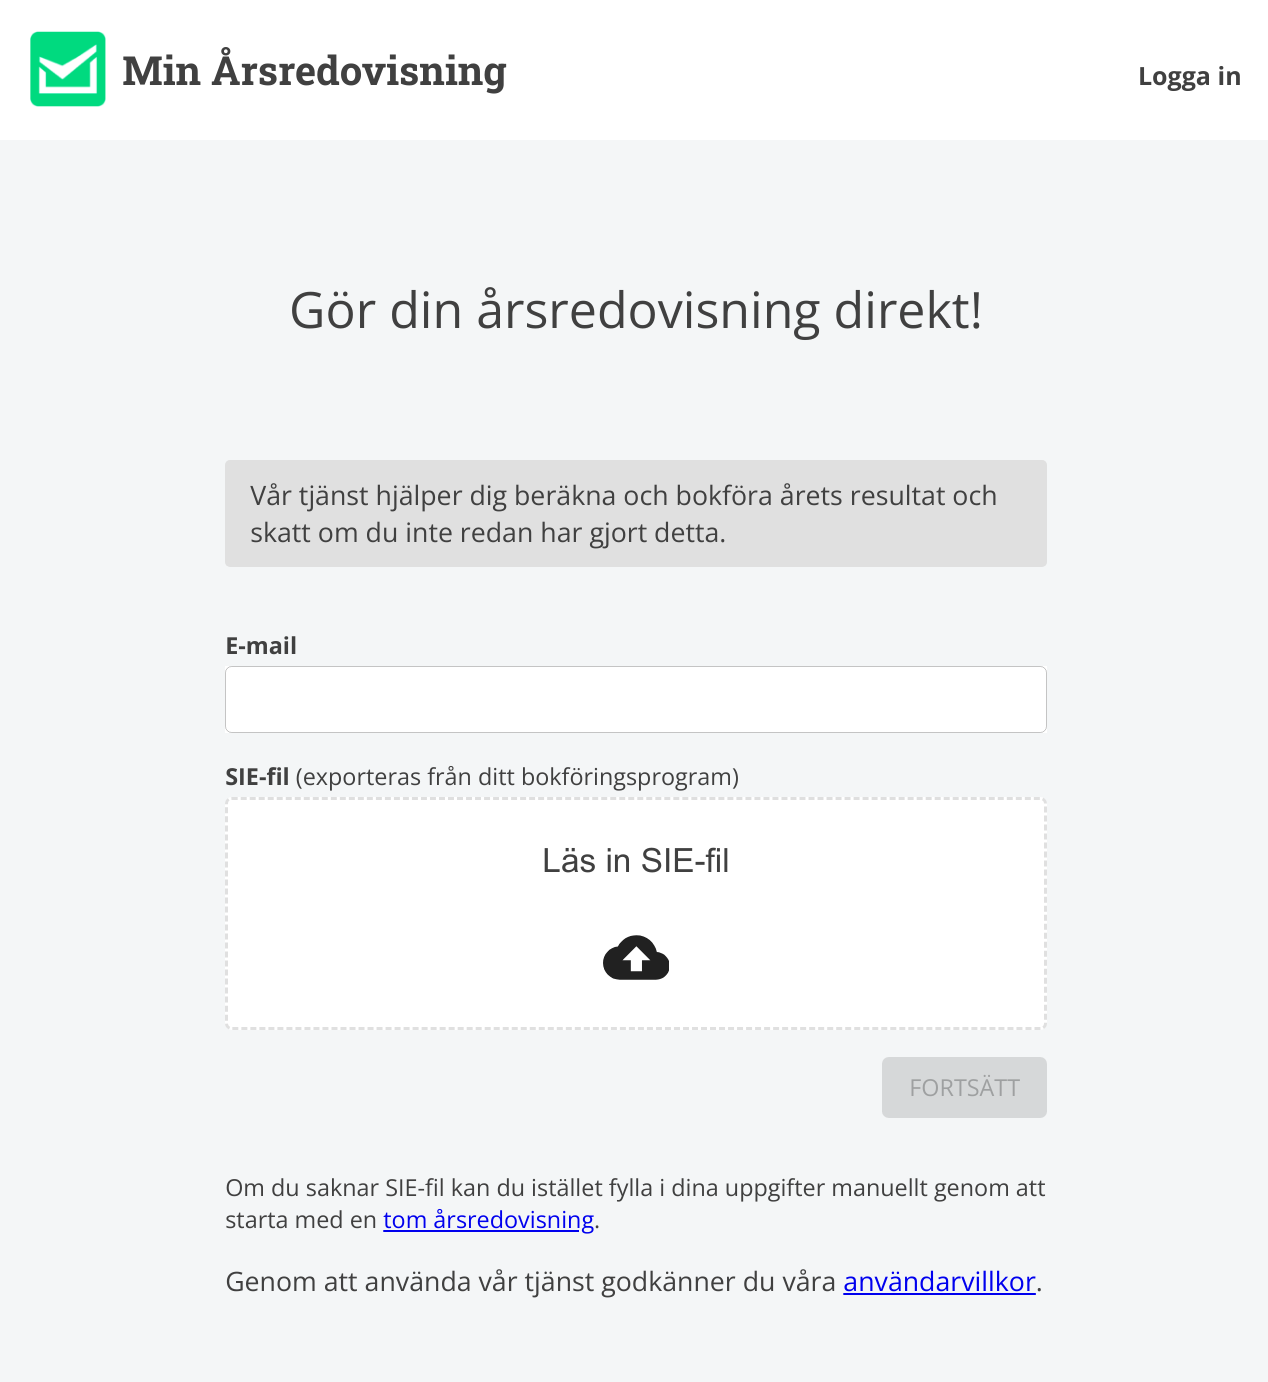 Min Årsredovisning
Logga in
Gör din årsredovisning direkt!
Vår tjänst hjälper dig beräkna och bokföra årets resultat och
skatt om du inte redan har gjort detta.
E-mail
SIE-fil (exporteras från ditt bokföringsprogram)
Läs in SIE-fil
FORTSÄTT
Om du saknar SIE-fil kan du istället fylla i dina uppgifter manuellt genom att
starta med en tom årsredovisning.
Genom att använda vår tjänst godkänner du våra användarvillkor.